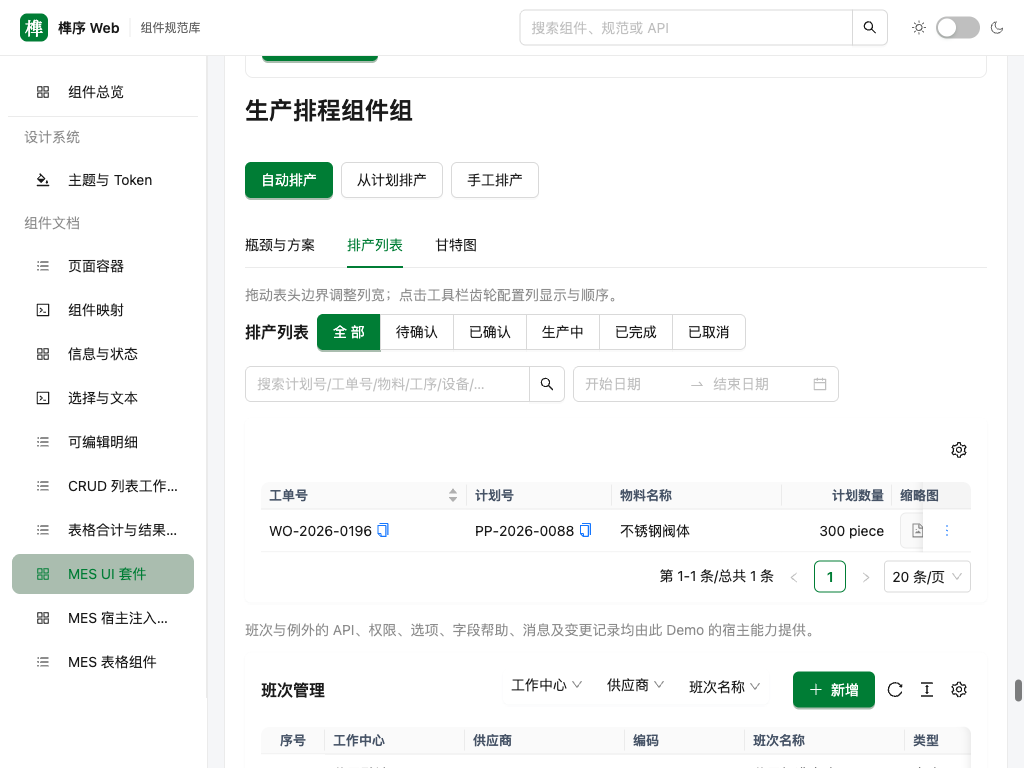 榫 榫序 Web 组件规范库 搜索组件、规范或 API
组件总览
设计系统
主题与 Token
组件文档
页面容器
组件映射
信息与状态
选择与文本
可编辑明细
CRUD 列表工作...
表格合计与结果...
MES UI 套件
MES 宿主注入...
MES 表格组件
生产排程组件组
自动排产 从计划排产 手工排产
瓶颈与方案 排产列表 甘特图
拖动表头边界调整列宽；点击工具栏齿轮配置列显示与顺序。
排产列表 全 部 待确认 已确认 生产中 已完成 已取消
搜索计划号/工单号/物料/工序/设备/... 开始日期 结束日期
工单号 计划号 物料名称 计划数量 缩略图
WO-2026-0196 PP-2026-0088 不锈钢阀体 300 piece
第 1-1 条/总共 1 条 1 20 条/页
班次与例外的 API、权限、选项、字段帮助、消息及变更记录均由此 Demo 的宿主能力提供。
班次管理 工作中心 供应商 班次名称 新增
序号 工作中心 供应商 编码 班次名称 类型